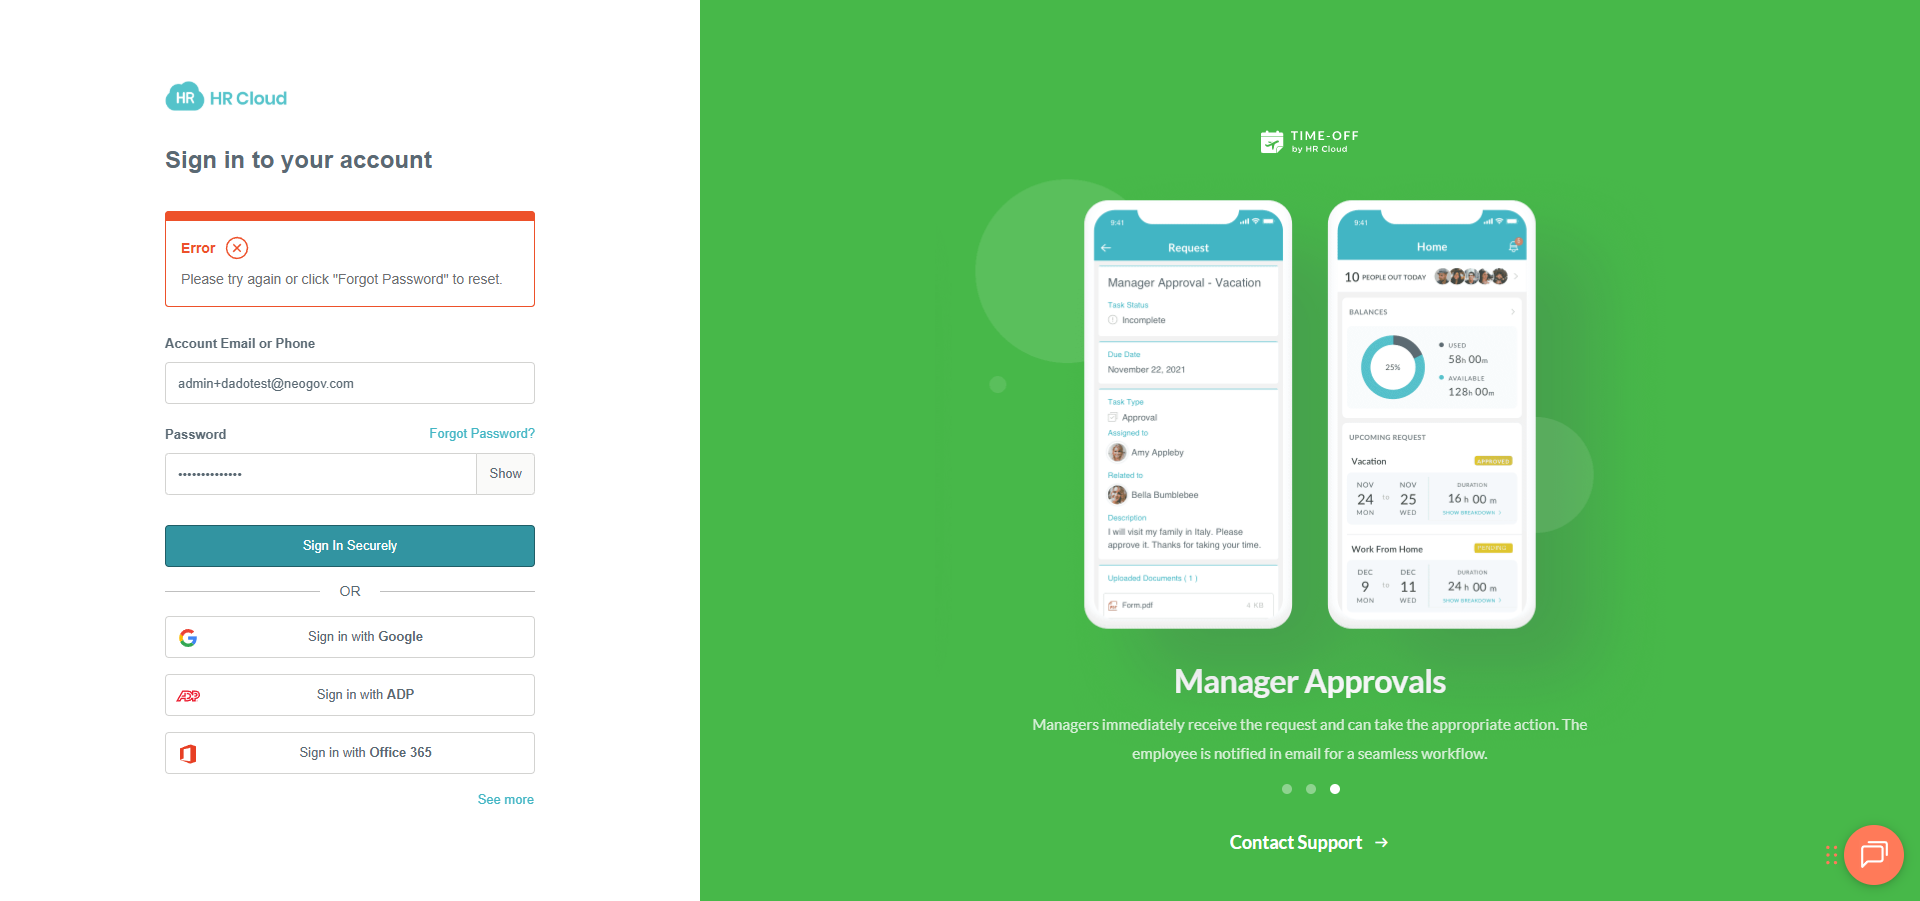 HR HR Cloud
Sign in to your account
Error
Please try again or click "Forgot Password" to reset.
Account Email or Phone
admin+dadotest@neogov.com
Password
Forgot Password?
••••••••••••••
Show
Sign In Securely
OR
Sign in with Google
ADP
Sign in with ADP
Sign in with Office 365
See more
TIME-OFF
by HR Cloud
9:41
Request
Manager Approval - Vacation
Task Status
Incomplete
Due Date
November 22, 2021
Task Type
Approval
Assigned to
Amy Appleby
Related to
Bella Bumblebee
Description
I will visit my family in Italy. Please
approve it. Thanks for taking your time.
Uploaded Documents ( 1 )
Form.pdf
4 KB
9:41
Home
10 PEOPLE OUT TODAY
BALANCES
25%
USED
58h 00m
AVAILABLE
128h 00m
UPCOMING REQUEST
Vacation
APPROVED
NOV
24
MON
to
NOV
25
WED
DURATION
16 h 00 m
SHOW BREAKDOWN
Work From Home
PENDING
DEC
9
MON
to
DEC
11
WED
DURATION
24 h 00 m
SHOW BREAKDOWN
Manager Approvals
Managers immediately receive the request and can take the appropriate action. The
employee is notified in email for a seamless workflow.
Contact Support →